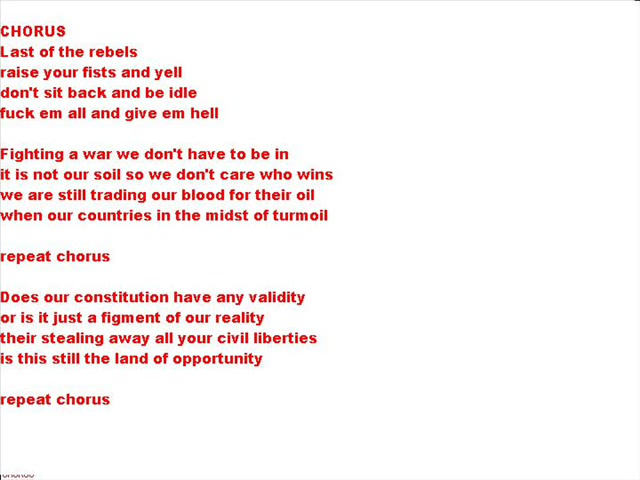 CHORUS
Last of the rebels
raise your fists and yell
don't sit back and be idle
fuck em all and give em hell
Fighting a war we don't have to be in
it is not our soil so we don't care who wins
we are still trading our blood for their oil
when our countries in the midst of turmoil
repeat chorus
Does our constitution have any validity
or is it just a figment of our reality
their stealing away all your civil liberties
is this still the land of opportunity
repeat chorus